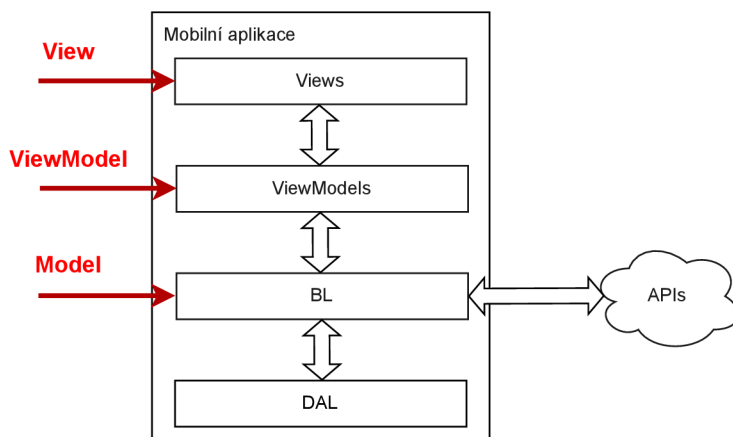 Mobilní aplikace
View
Views
ViewModel
ViewModels
Model
BL
APIs
DAL